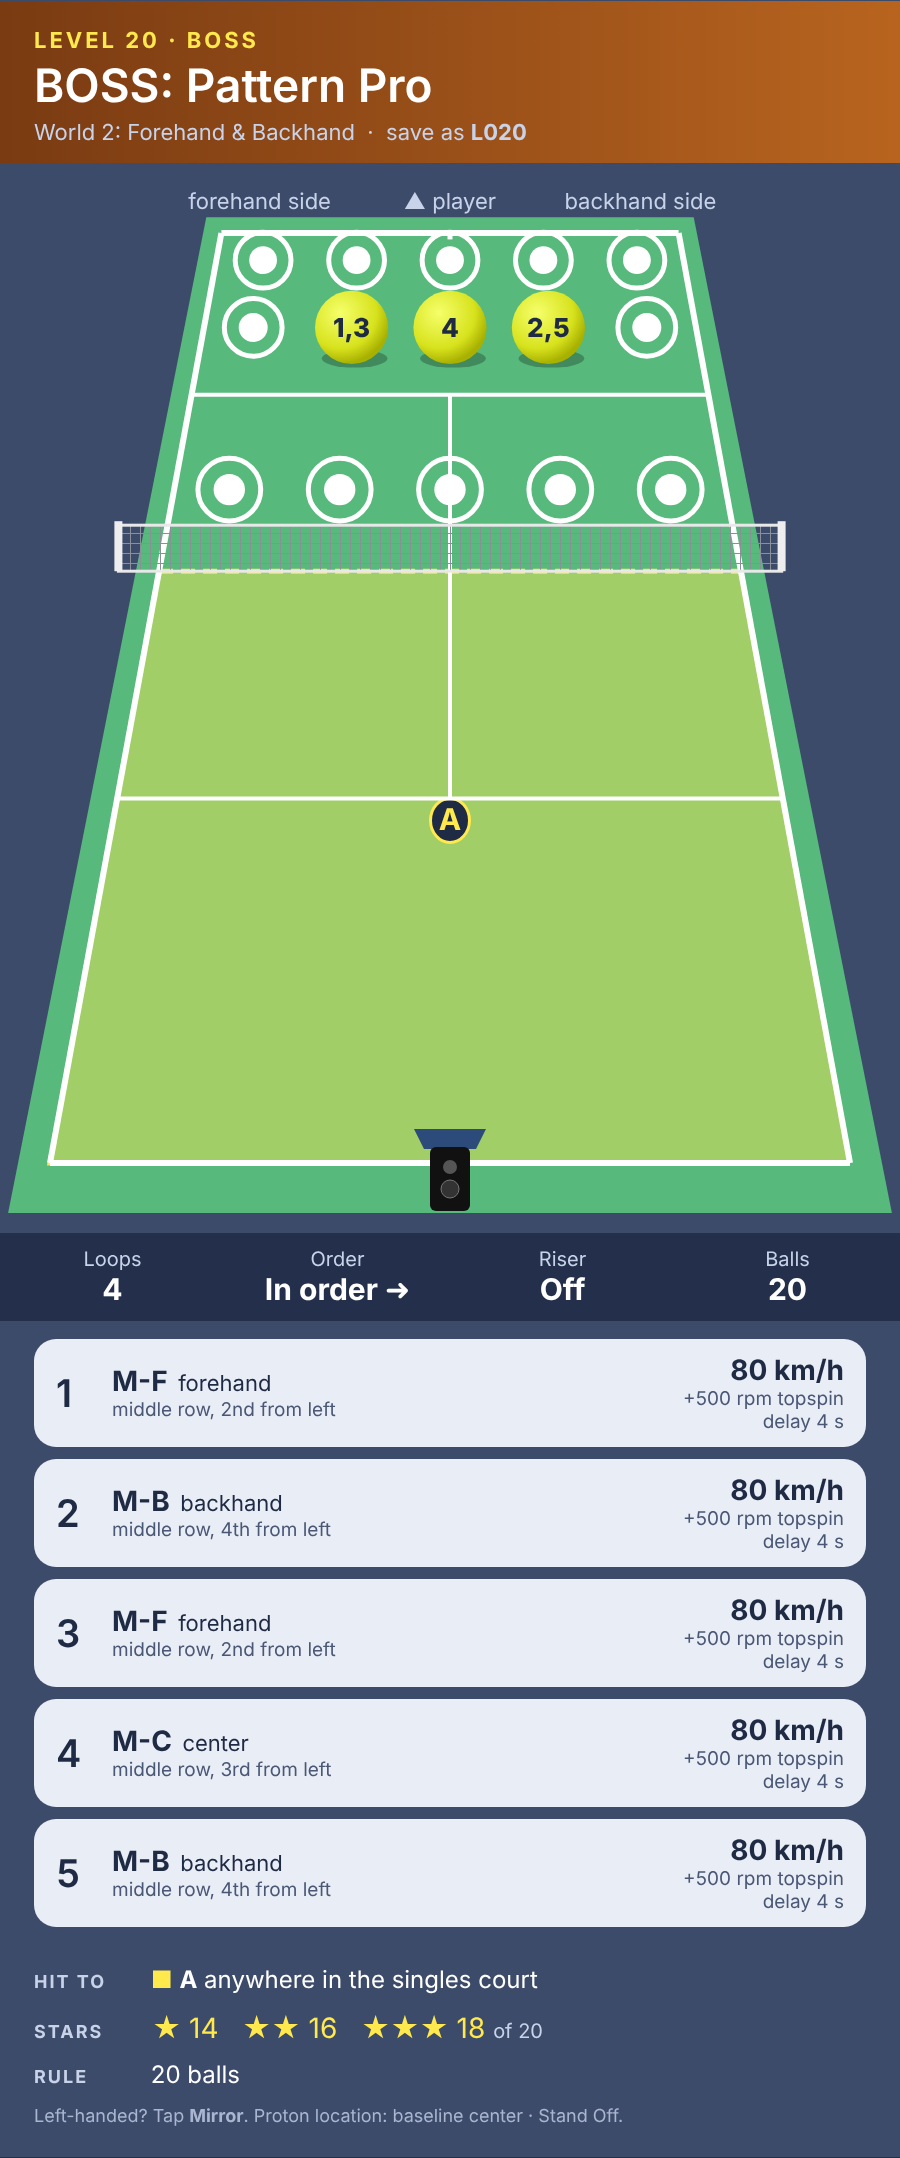 LEVEL 20 · BOSS
BOSS: Pattern Pro
World 2: Forehand & Backhand · save as L020
forehand side ▲ player backhand side
1,3 4 2,5
A
Loops Order Riser Balls
4 In order ➜ Off 20
1 M-F forehand 80 km/h
middle row, 2nd from left +500 rpm topspin
delay 4 s
2 M-B backhand 80 km/h
middle row, 4th from left +500 rpm topspin
delay 4 s
3 M-F forehand 80 km/h
middle row, 2nd from left +500 rpm topspin
delay 4 s
4 M-C center 80 km/h
middle row, 3rd from left +500 rpm topspin
delay 4 s
5 M-B backhand 80 km/h
middle row, 4th from left +500 rpm topspin
delay 4 s
HIT TO ■ A anywhere in the singles court
STARS ★ 14 ★★ 16 ★★★ 18 of 20
RULE 20 balls
Left-handed? Tap Mirror. Proton location: baseline center · Stand Off.